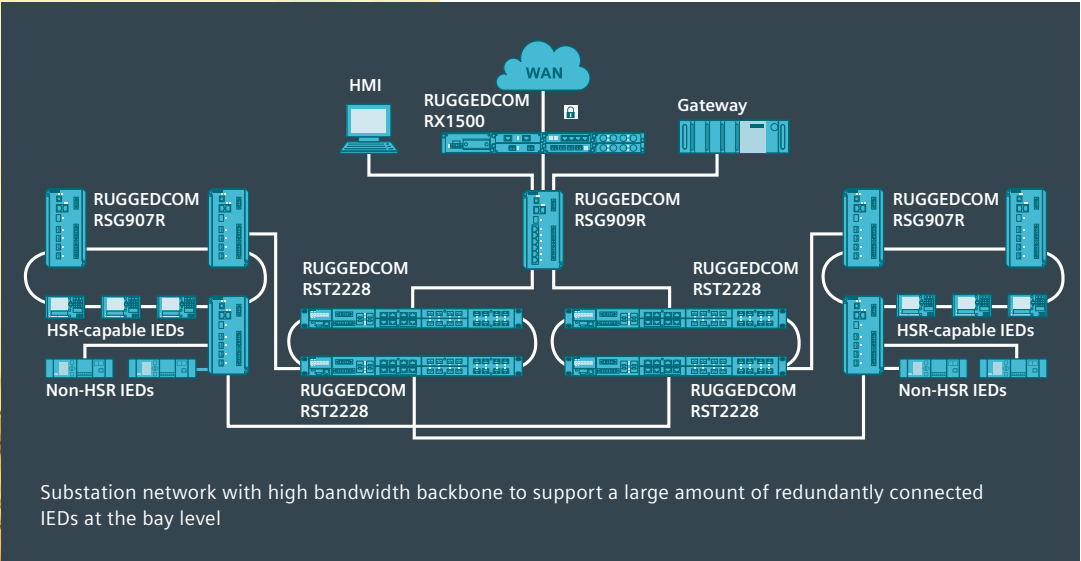 WAN
HMI
RUGGEDCOM
RX1500
Gateway
RUGGEDCOM
RSG907R
RUGGEDCOM
RSG909R
RUGGEDCOM
RSG907R
RUGGEDCOM
RST2228
RUGGEDCOM
RST2228
HSR-capable IEDs
HSR-capable IEDs
Non-HSR IEDs
RUGGEDCOM
RST2228
RUGGEDCOM
RST2228
Non-HSR IEDs
Substation network with high bandwidth backbone to support a large amount of redundantly connected
IEDs at the bay level